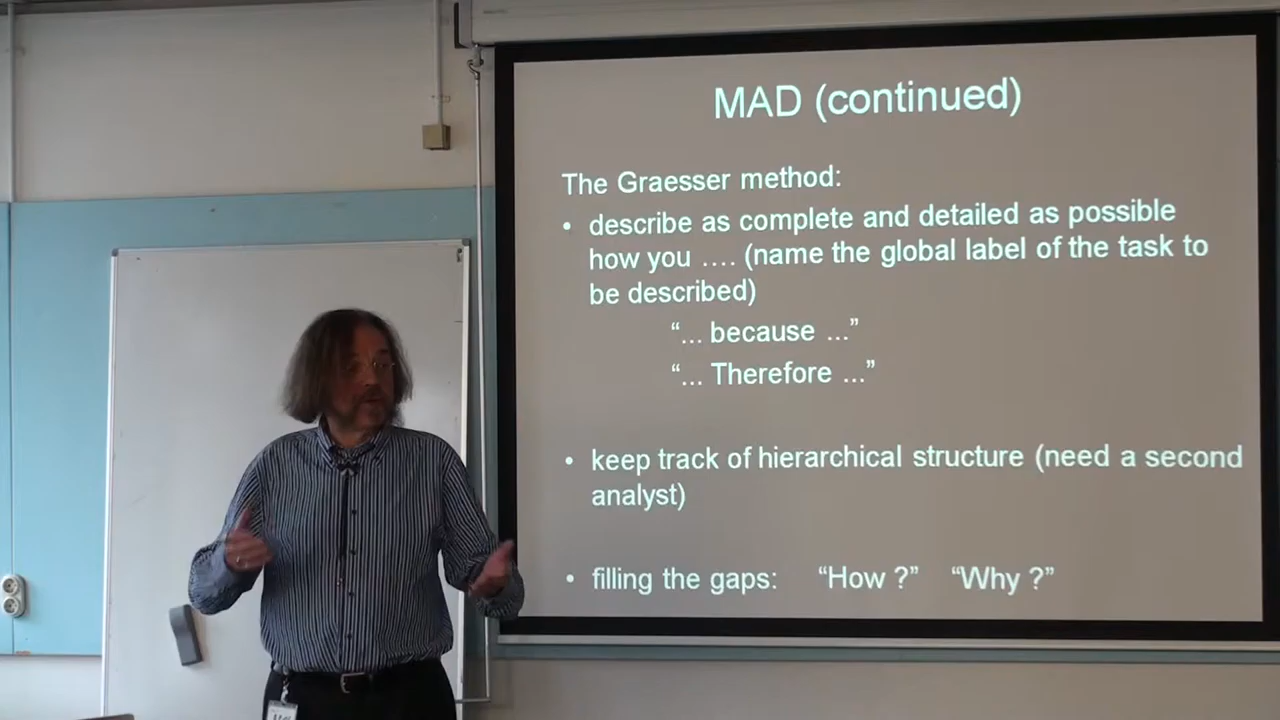 MAD (continued)
The Graesser method:
• describe as complete and detailed as possible
how you .... (name the global label of the task to
be described)
“... because ...”
“... Therefore ...”
• keep track of hierarchical structure (need a second
analyst)
• filling the gaps: “How ?” “Why ?”